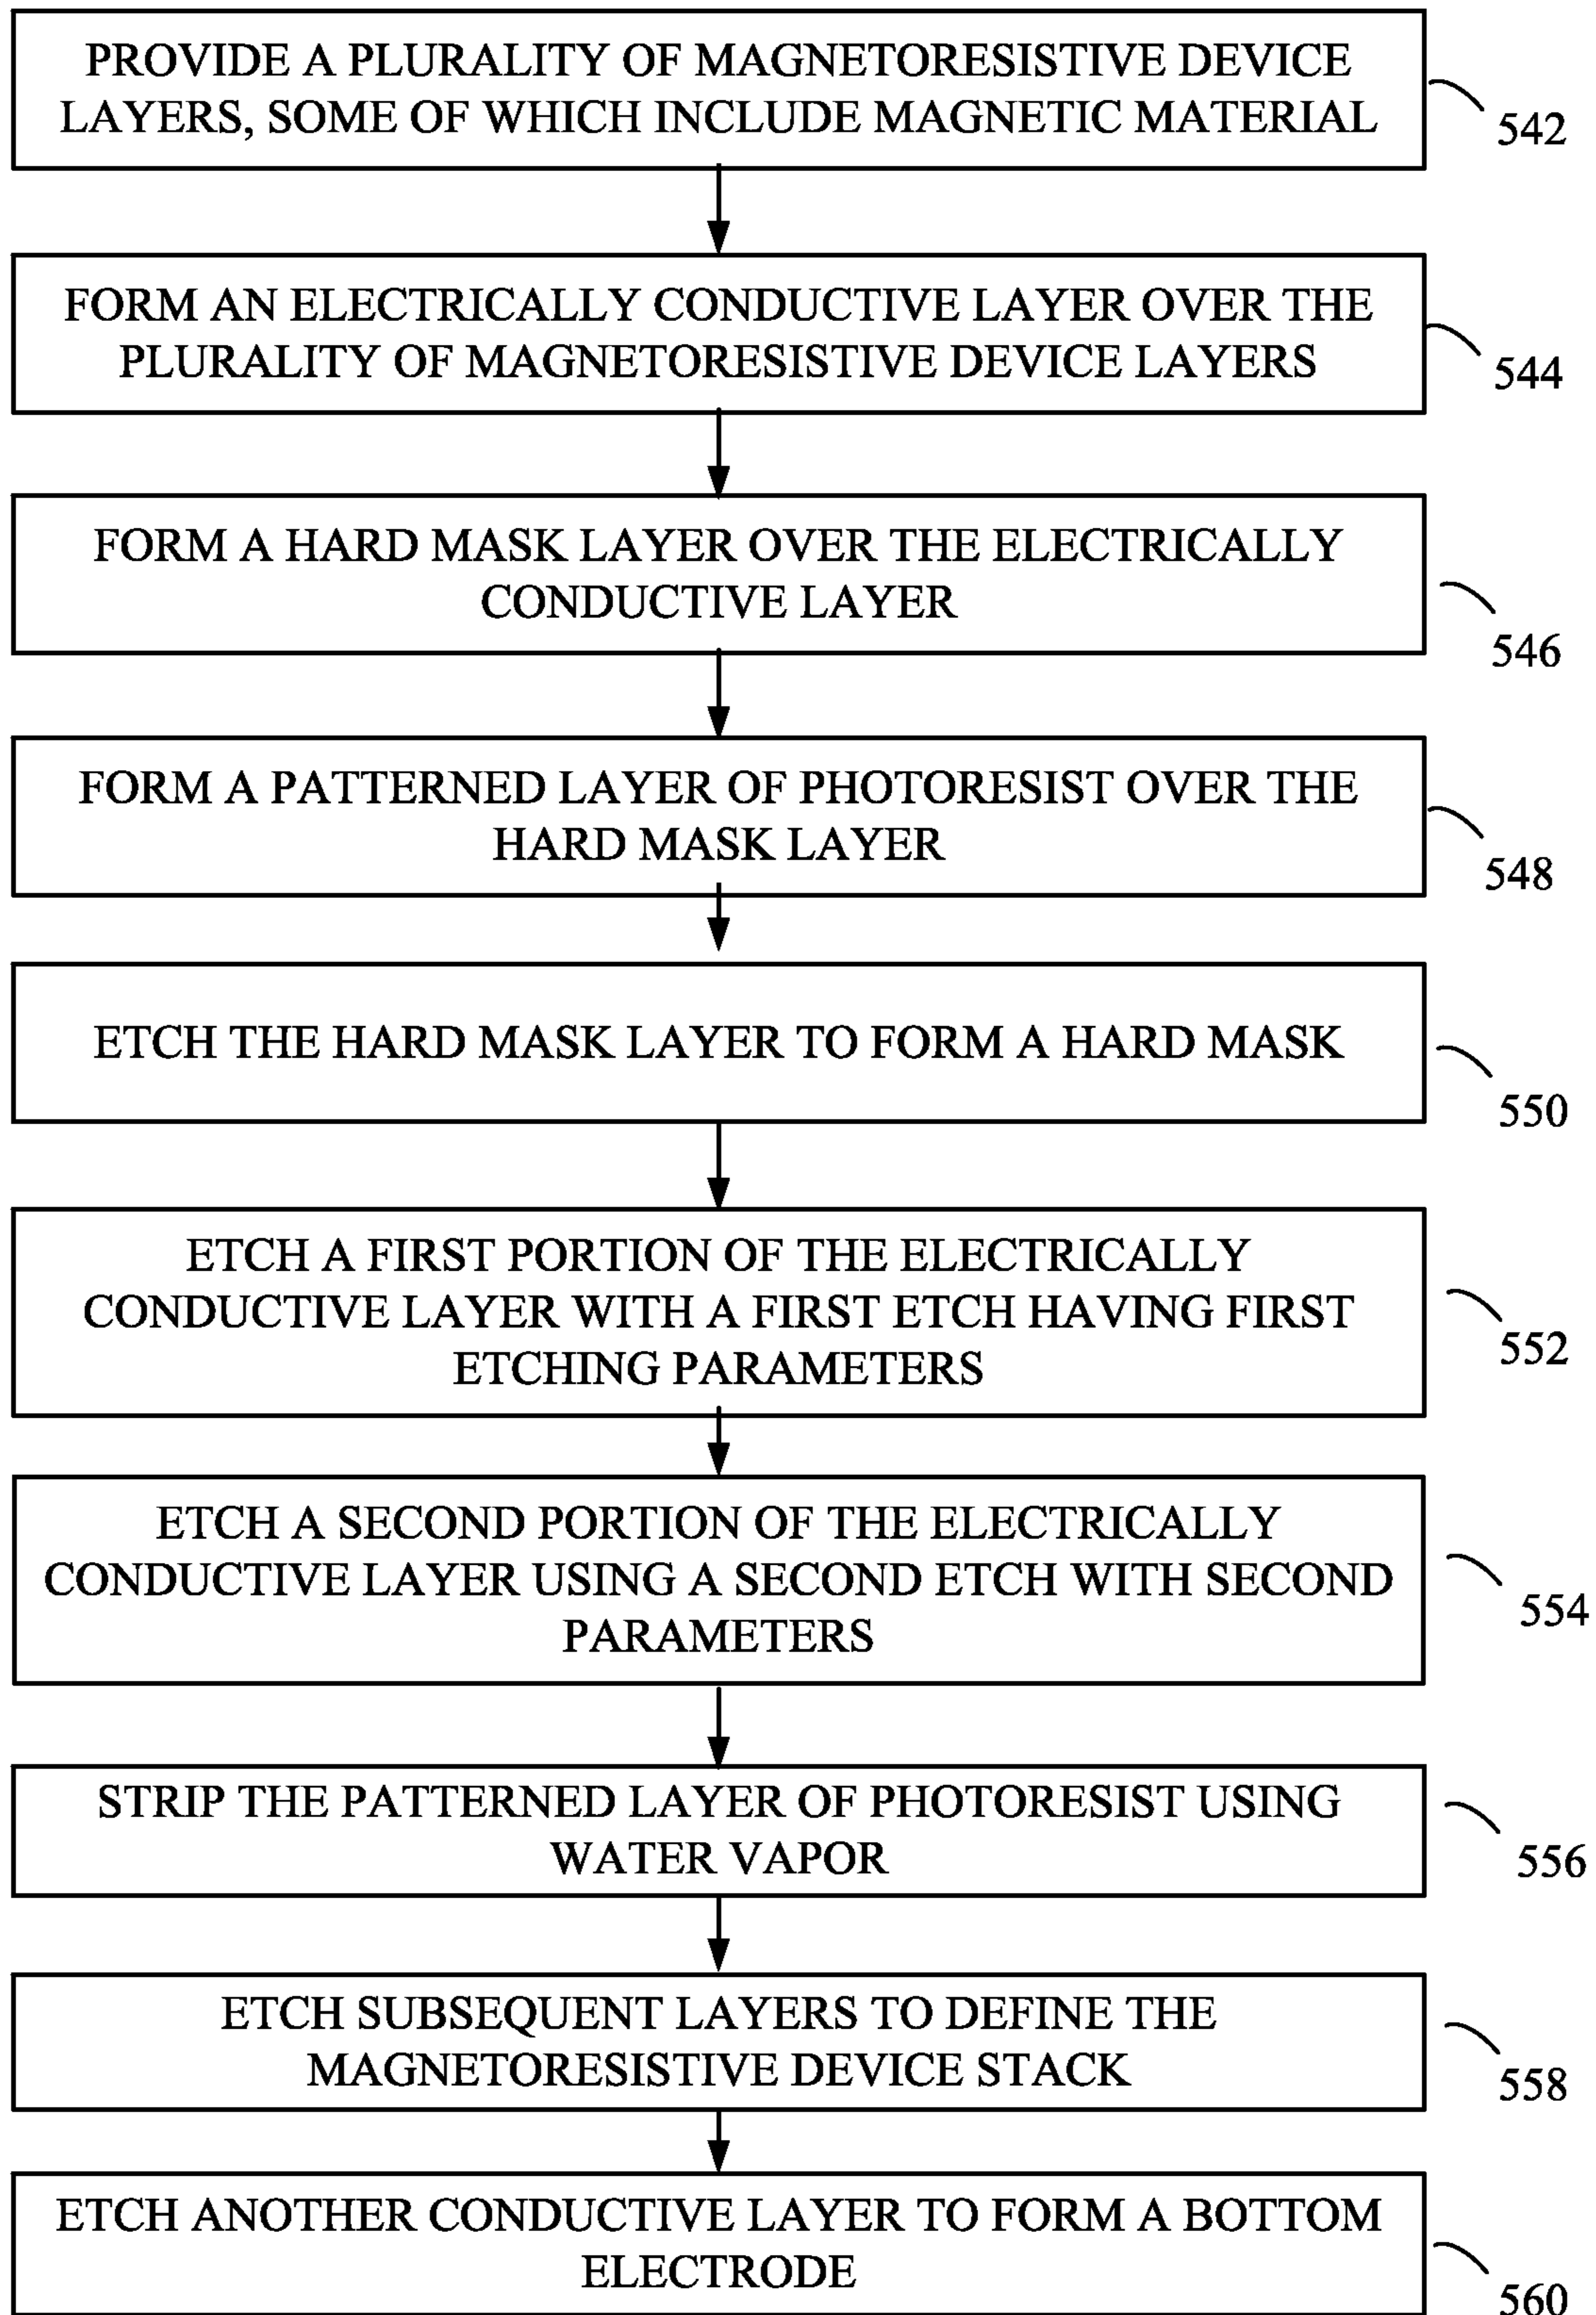 PROVIDE A PLURALITY OF MAGNETORESISTIVE DEVICE
LAYERS, SOME OF WHICH INCLUDE MAGNETIC MATERIAL
542
FORM AN ELECTRICALLY CONDUCTIVE LAYER OVER THE
PLURALITY OF MAGNETORESISTIVE DEVICE LAYERS
544
FORM A HARD MASK LAYER OVER THE ELECTRICALLY
CONDUCTIVE LAYER
546
FORM A PATTERNED LAYER OF PHOTORESIST OVER THE
HARD MASK LAYER
548
ETCH THE HARD MASK LAYER TO FORM A HARD MASK
550
ETCH A FIRST PORTION OF THE ELECTRICALLY
CONDUCTIVE LAYER WITH A FIRST ETCH HAVING FIRST
ETCHING PARAMETERS
552
ETCH A SECOND PORTION OF THE ELECTRICALLY
CONDUCTIVE LAYER USING A SECOND ETCH WITH SECOND
PARAMETERS
554
STRIP THE PATTERNED LAYER OF PHOTORESIST USING
WATER VAPOR
556
ETCH SUBSEQUENT LAYERS TO DEFINE THE
MAGNETORESISTIVE DEVICE STACK
558
ETCH ANOTHER CONDUCTIVE LAYER TO FORM A BOTTOM
ELECTRODE
560